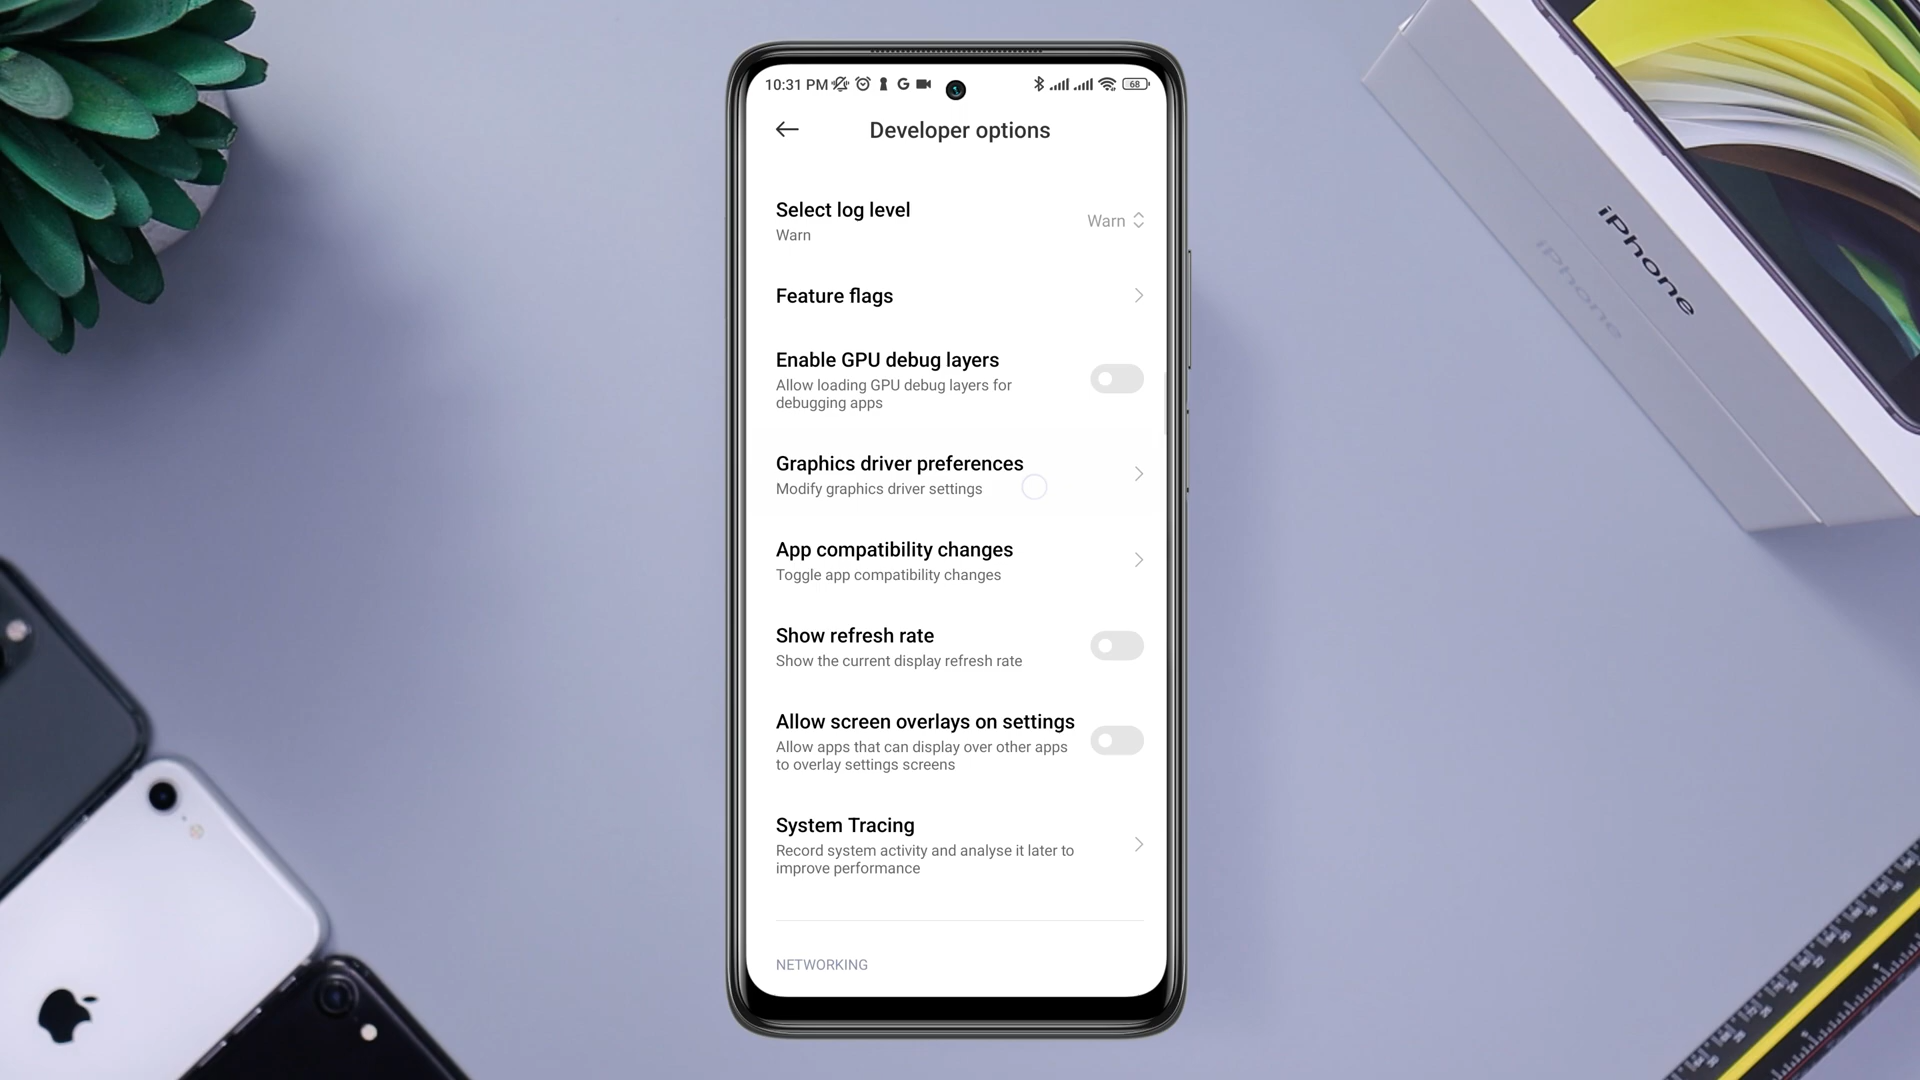 10:31 PM
G
68
Developer options
Select log level
Warn
Warn
Feature flags
Enable GPU debug layers
Allow loading GPU debug layers for
debugging apps
Graphics driver preferences
Modify graphics driver settings
App compatibility changes
Toggle app compatibility changes
Show refresh rate
Show the current display refresh rate
Allow screen overlays on settings
Allow apps that can display over other apps
to overlay settings screens
System Tracing
Record system activity and analyse it later to
improve performance
NETWORKING
iPhone
iPhone